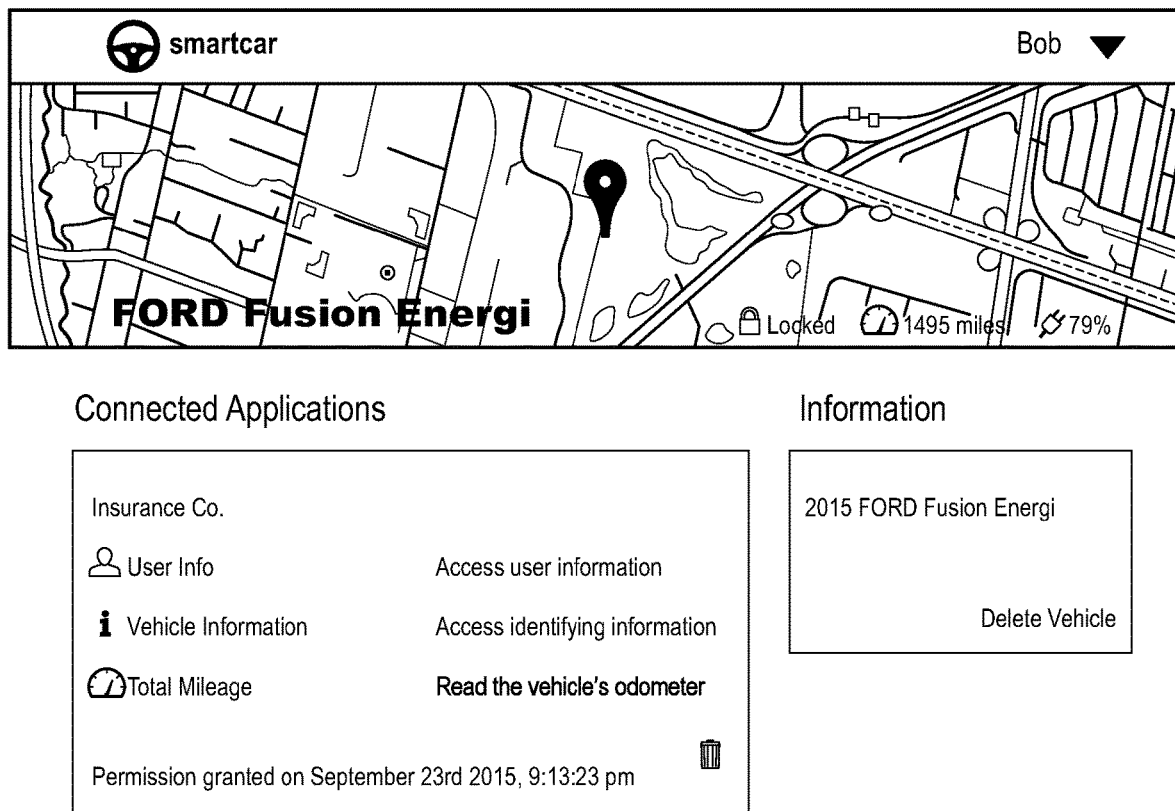 smartcar
Bob
FORD Fusion Energi
Locked
1495 miles
79%
Connected Applications
Information
Insurance Co.
User Info
Access user information
Vehicle Information
Access identifying information
Total Mileage
Read the vehicle's odometer
Permission granted on September 23rd 2015, 9:13:23 pm
2015 FORD Fusion Energi
Delete Vehicle